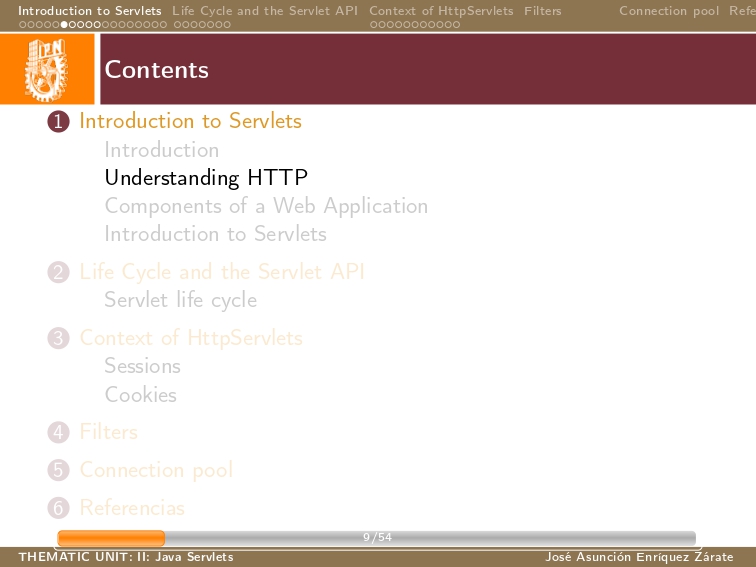 Introduction to Servlets Life Cycle and the Servlet API Context of HttpServlets Filters Connection pool Refe
IPN
Contents
1 Introduction to Servlets
Introduction
Understanding HTTP
Components of a Web Application
Introduction to Servlets
2 Life Cycle and the Servlet API
Servlet life cycle
3 Context of HttpServlets
Sessions
Cookies
4 Filters
5 Connection pool
6 Referencias
9/54
THEMATIC UNIT: II: Java Servlets José Asunción Enríquez Zárate